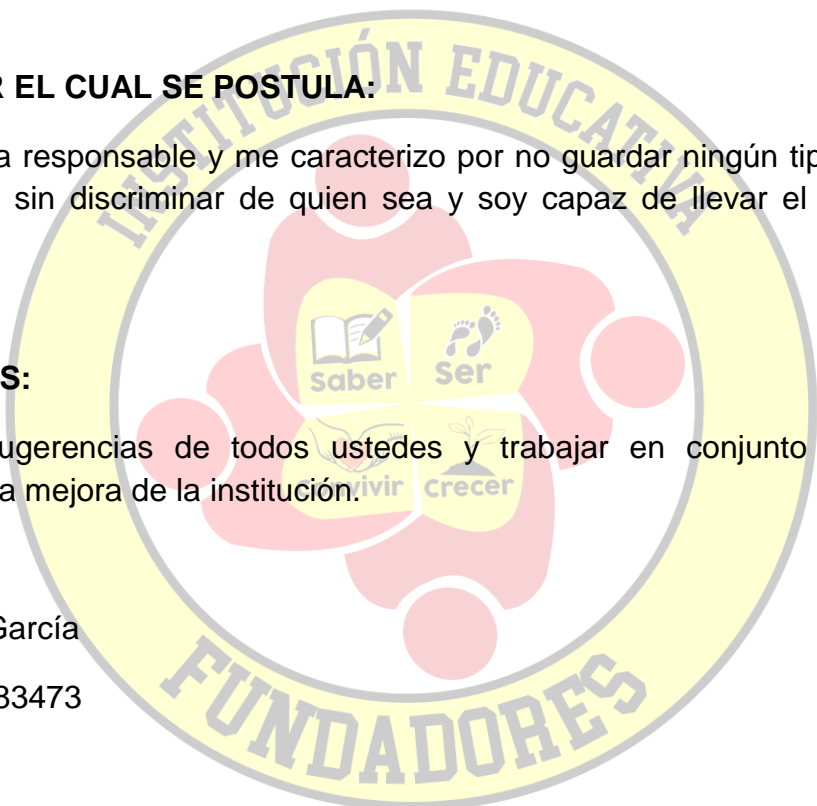 INSTITUCIÓN EDUCATIVA
R EL CUAL SE POSTULA:
a responsable y me caracterizo por no guardar ningún tip
sin discriminar de quien sea y soy capaz de llevar el
Saber Ser
S:
ugerencias de todos ustedes y trabajar en conjunto
a mejora de la institución.
Convivir Crecer
García
33473
FUNDADORES